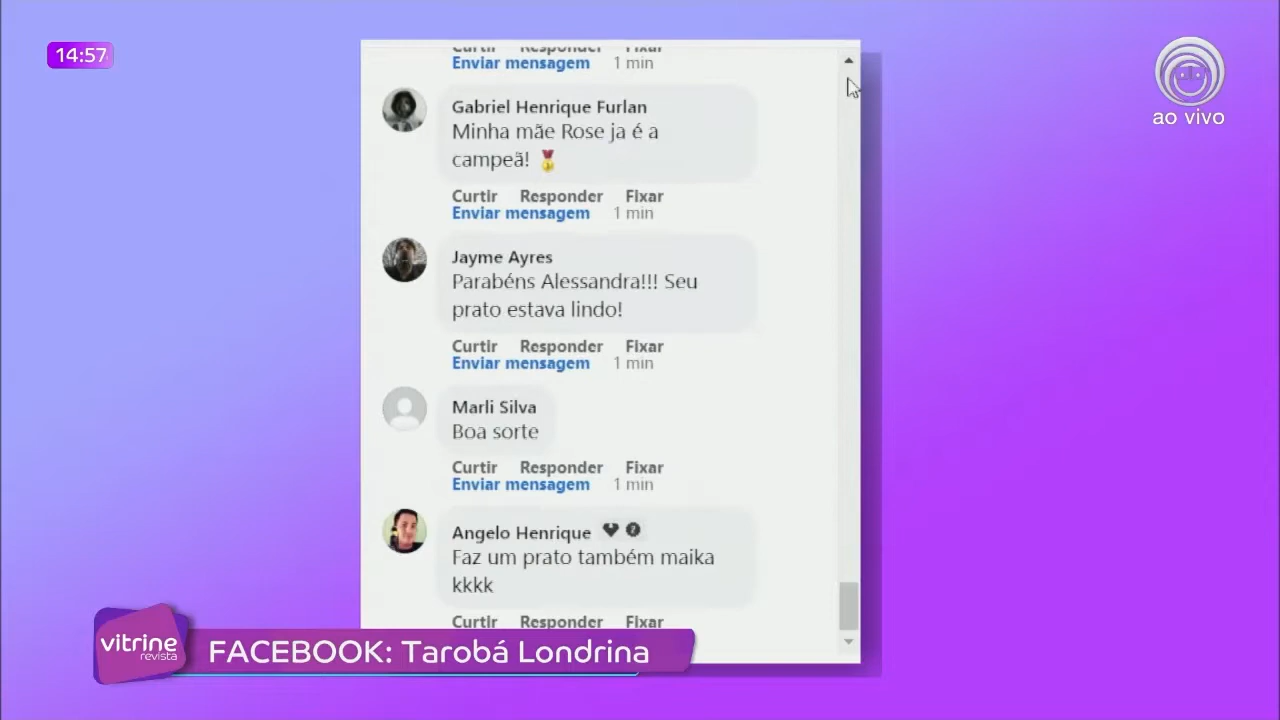 14:57
ao vivo
Curtir Responder Fixar
Enviar mensagem 1 min
Gabriel Henrique Furlan
Minha mãe Rose ja é a
campeã! 🏅
Curtir Responder Fixar
Enviar mensagem 1 min
Jayme Ayres
Parabéns Alessandra!!! Seu
prato estava lindo!
Curtir Responder Fixar
Enviar mensagem 1 min
Marli Silva
Boa sorte
Curtir Responder Fixar
Enviar mensagem 1 min
Angelo Henrique
Faz um prato também maika
kkkk
Curtir Responder Fixar
vitrine
revista
FACEBOOK: Tarobá Londrina